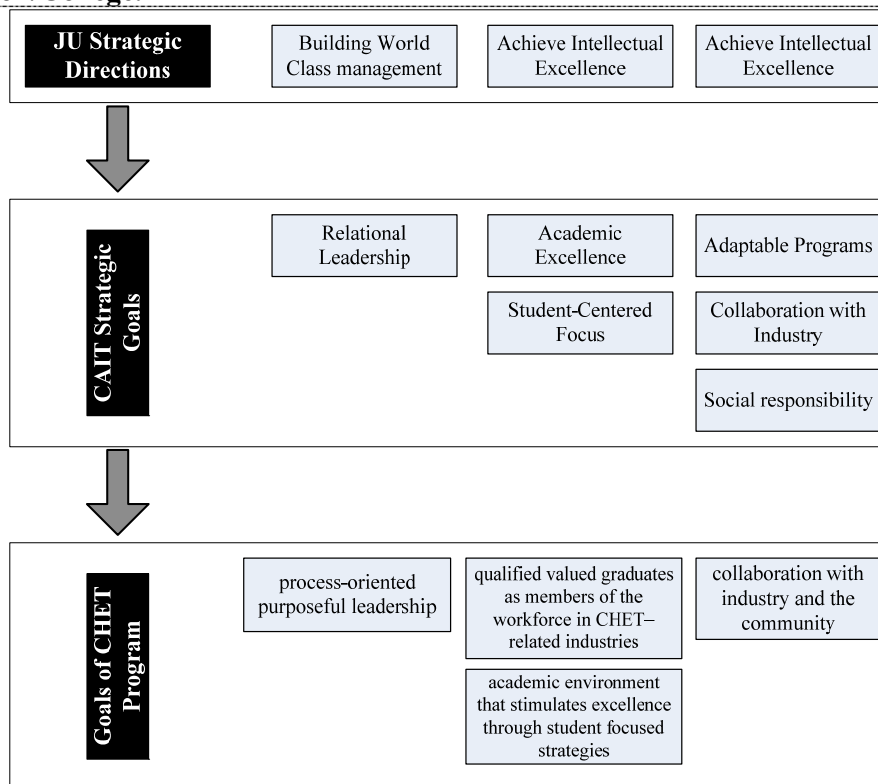 JU Strategic
Directions
Building World
Class management
Achieve Intellectual
Excellence
Achieve Intellectual
Excellence
CAIT Strategic
Goals
Relational
Leadership
Academic
Excellence
Adaptable Programs
Student-Centered
Focus
Collaboration with
Industry
Social responsibility
Goals of CHET
Program
process-oriented
purposeful leadership
qualified valued graduates
as members of the
workforce in CHET–
related industries
collaboration with
industry and the
community
academic environment
that stimulates excellence
through student focused
strategies